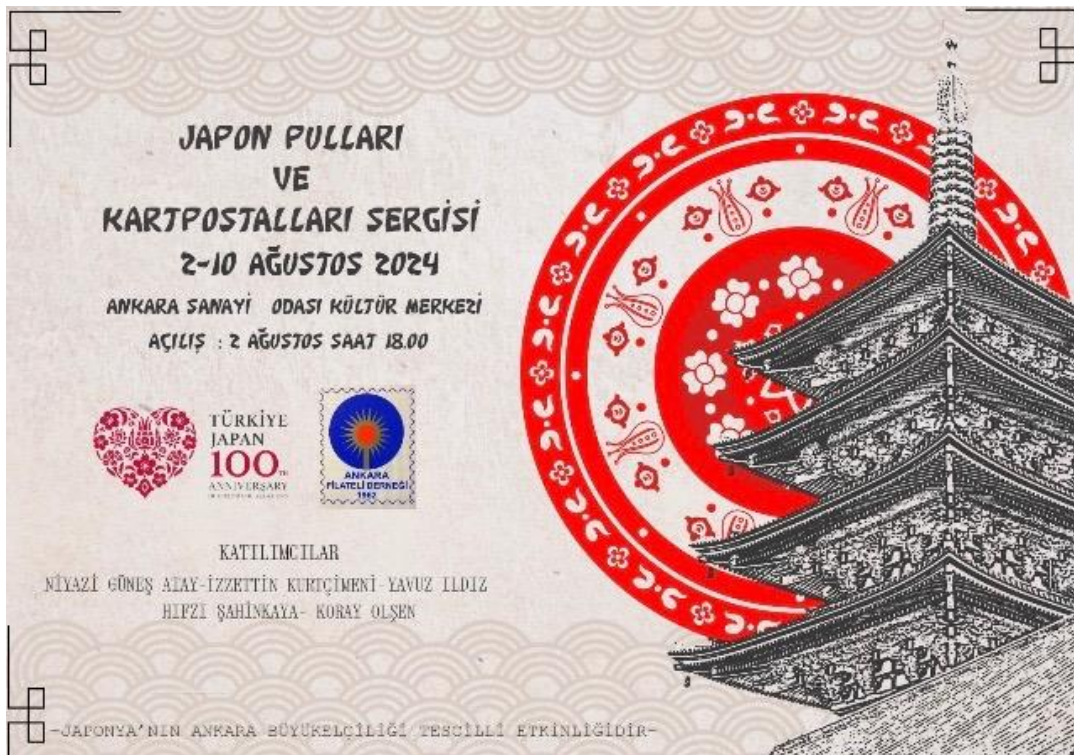 JAPON PULLARI
VE
KARTPOSTALLARI SERGİSİ
2-10 AĞUSTOS 2024
ANKARA SANAYİ ODASI KÜLTÜR MERKEZİ
AÇILIŞ : 2 AĞUSTOS SAAT 18.00
TÜRKİYE
JAPAN
100TH
ANNIVERSARY
ANKARA
FİLATELİ DERNEĞİ
1962
KATILIMCILAR
NİYAZİ GÜNEŞ ATAY-İZZETTİN KURTÇİMENİ-YAVUZ ILDIZ
HIFZI ŞAHİNKAYA- KORAY OLŞEN
-JAPONYA'NIN ANKARA BÜYÜKELÇİLİĞİ TESCİLLİ ETKİNLİĞİDİR-